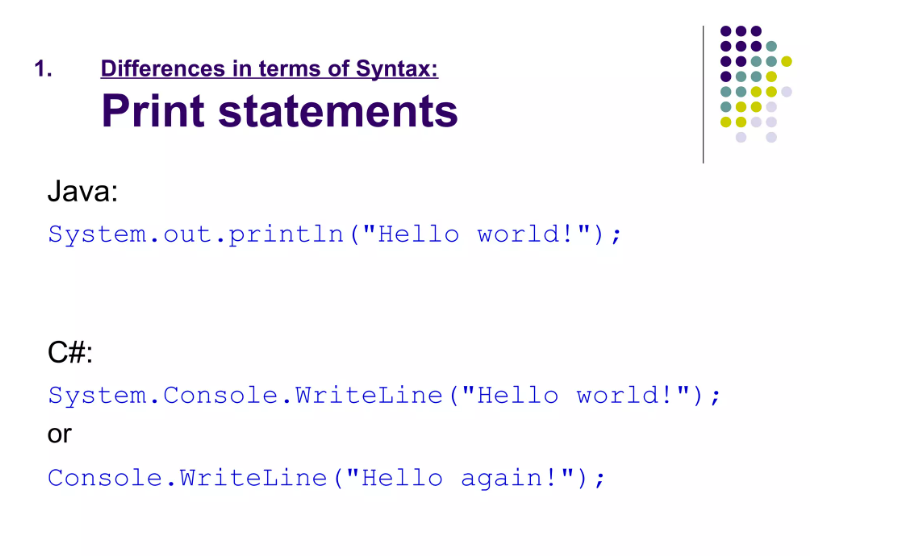 1. Differences in terms of Syntax:
Print statements
Java:
System.out.println("Hello world!");
C#:
System.Console.WriteLine("Hello world!");
or
Console.WriteLine("Hello again!");